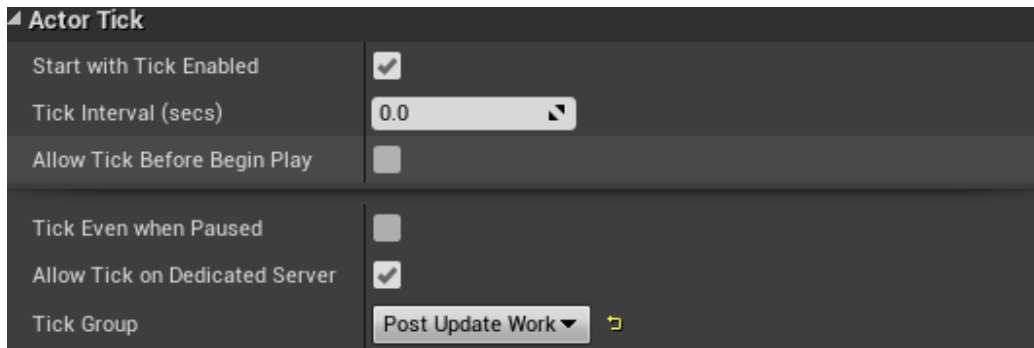 Actor Tick
Start with Tick Enabled
Tick Interval (secs) 0.0
Allow Tick Before Begin Play
Tick Even when Paused
Allow Tick on Dedicated Server
Tick Group Post Update Work